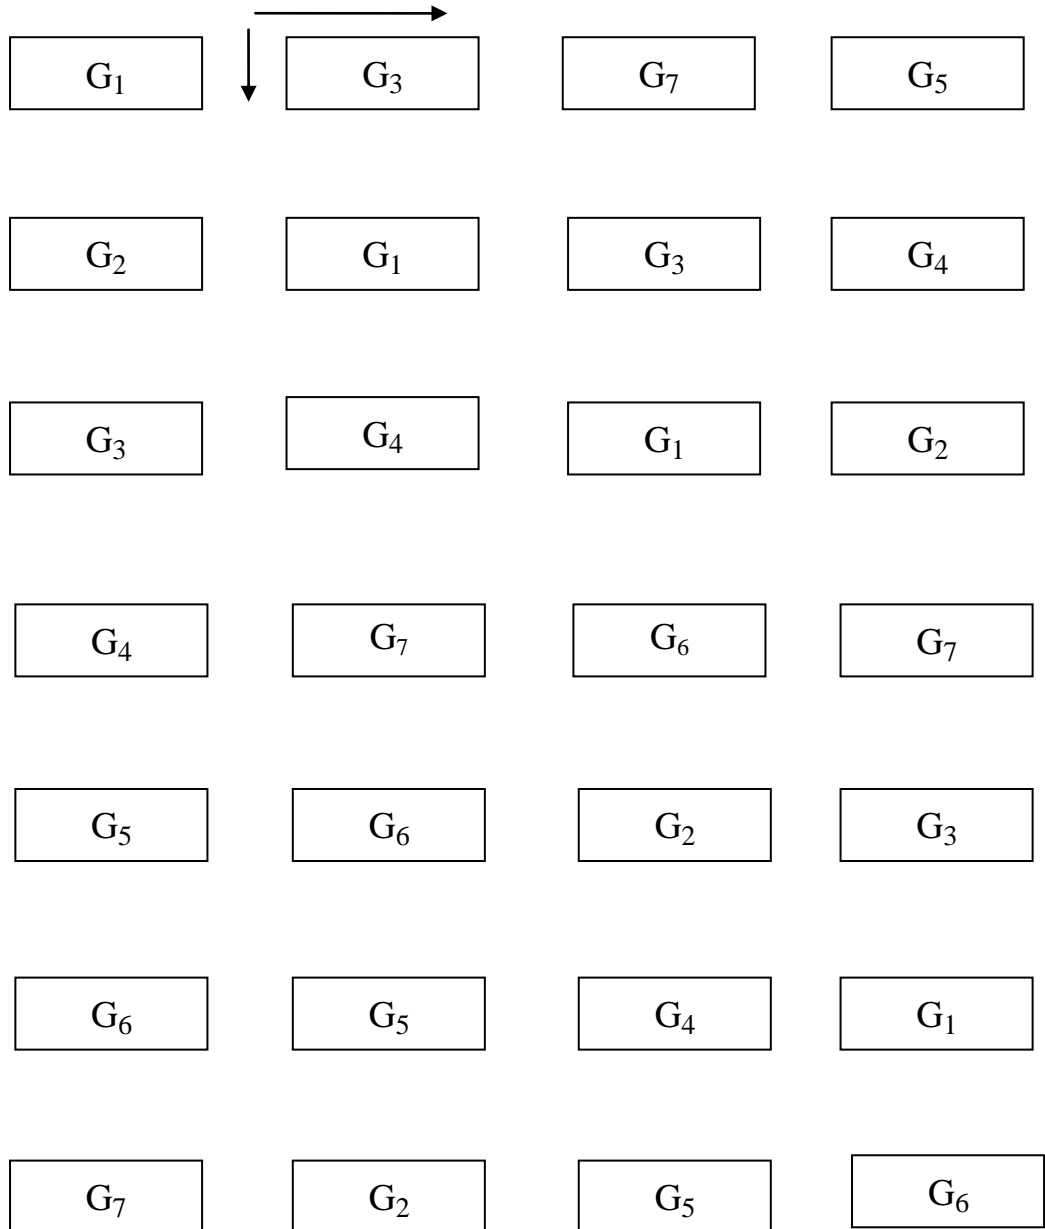 G₁ G₃ G₇ G₅
G₂ G₁ G₃ G₄
G₃ G₄ G₁ G₂
G₄ G₇ G₆ G₇
G₅ G₆ G₂ G₃
G₆ G₅ G₄ G₁
G₇ G₂ G₅ G₆